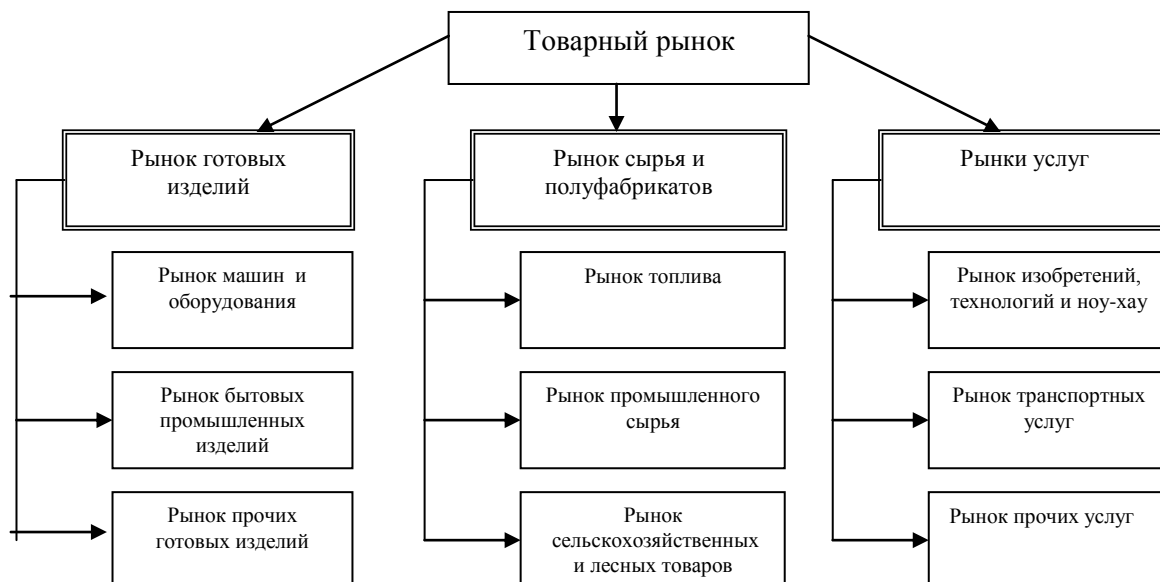 Товарный рынок
Рынок готовых
изделий
Рынок сырья и
полуфабрикатов
Рынки услуг
Рынок машин и
оборудования
Рынок топлива
Рынок изобретений,
технологий и ноу-хау
Рынок бытовых
промышленных
изделий
Рынок промышленного
сырья
Рынок транспортных
услуг
Рынок прочих
готовых изделий
Рынок
сельскохозяйственных
и лесных товаров
Рынок прочих услуг